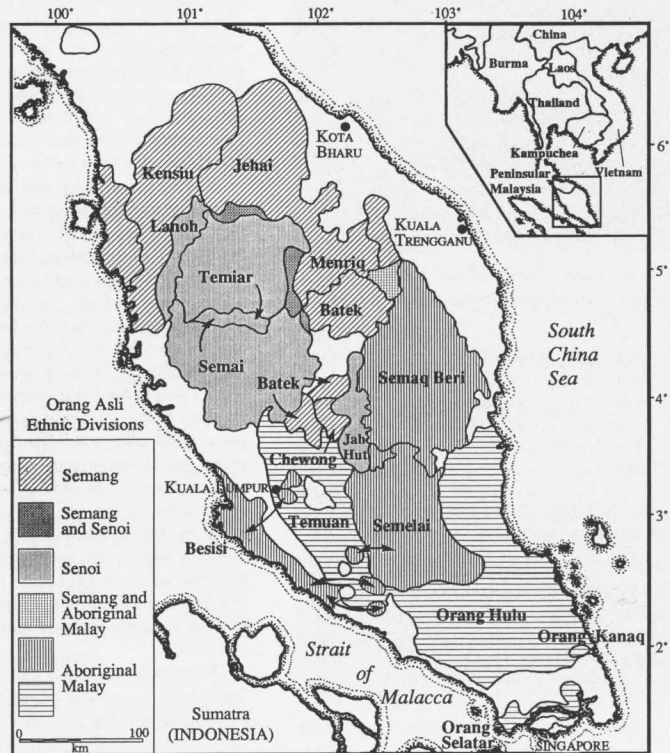 100°
101°
102°
103°
104°
China
Burma
Laos
Thailand
Kampuchea
Vietnam
Peninsular
Malaysia
6°
5°
4°
3°
2°
KOTA
BHARU
Jehai
Kensiu
Lanoh
KUALA
TRENGGANU
Temiar
Menriq
Batek
Semai
South
China
Sea
Batek
Semaq Beri
Jah
Hut
Chewong
KUALA LUMPUR
Temuan
Semelai
Besisi
Orang Hulu
Orang Kanaq
Strait
of
Malacca
Sumatra
(INDONESIA)
Orang
Selatar
SINGAPORE
Orang Asli
Ethnic Divisions
Semang
Semang
and Senoi
Senoi
Semang and
Aboriginal
Malay
Aboriginal
Malay
0
100
km